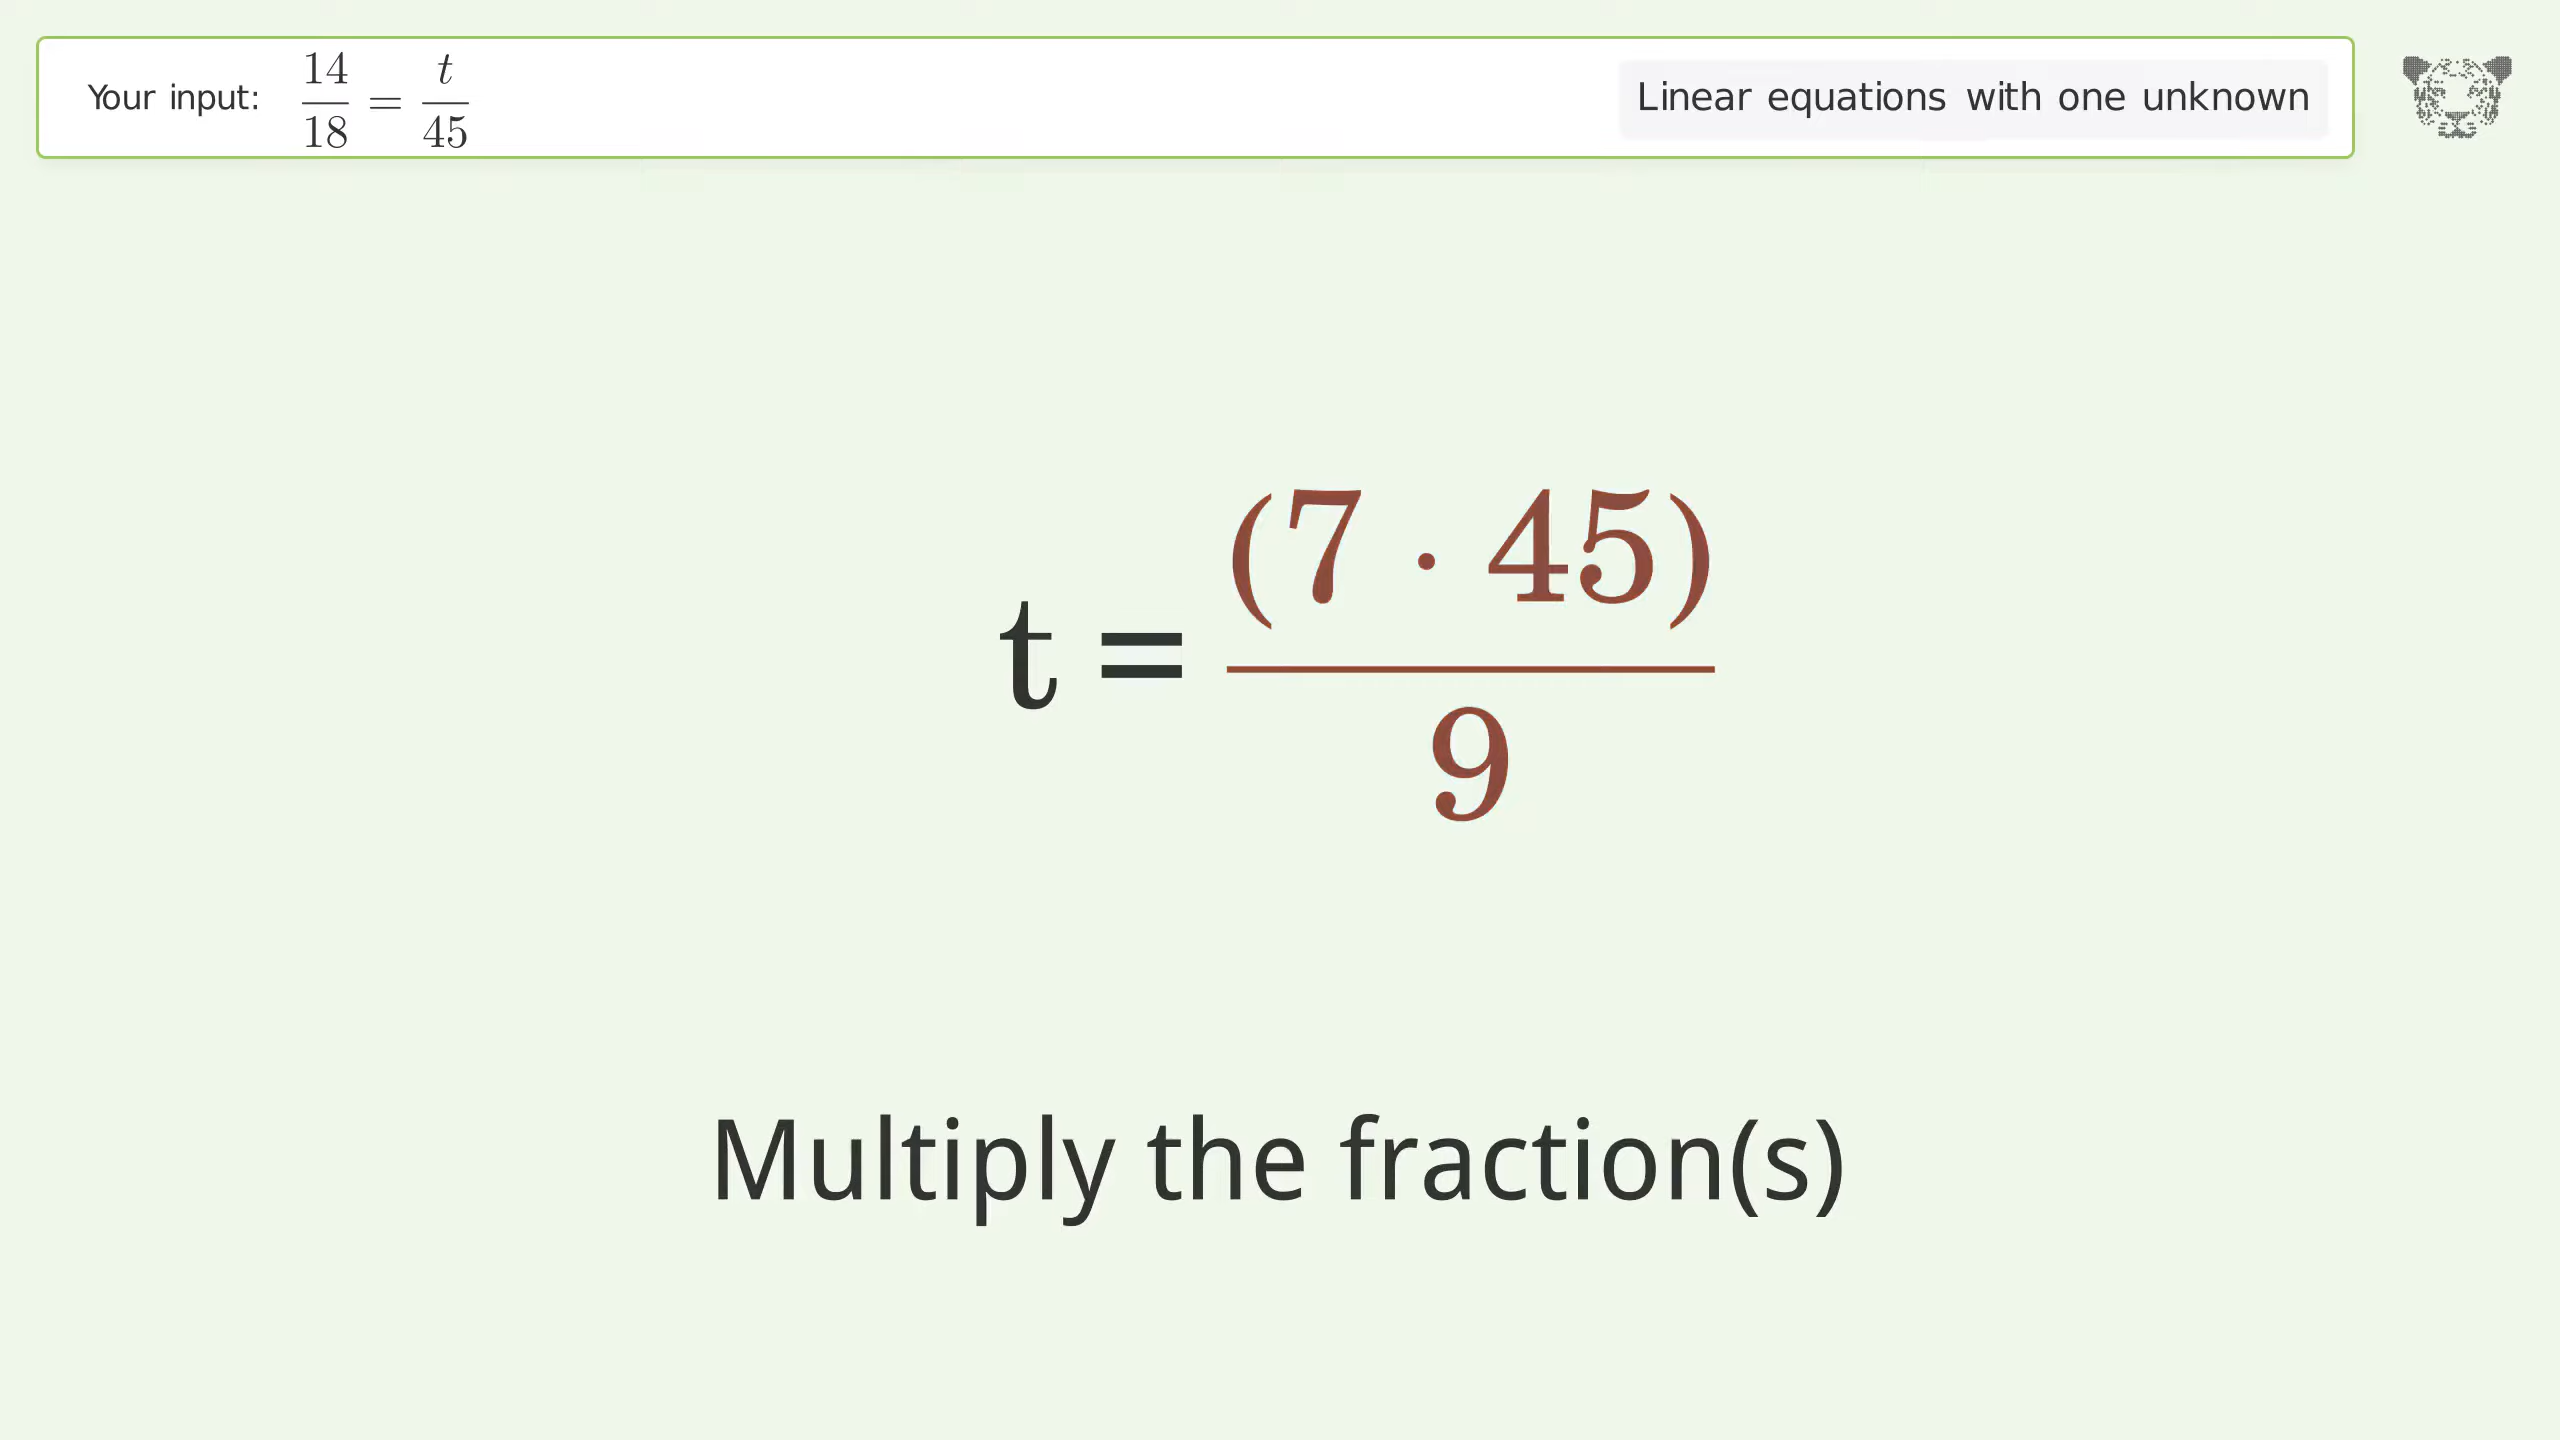 Your input: 14/18 = t/45
Linear equations with one unknown
t = (7 · 45)/9
Multiply the fraction(s)